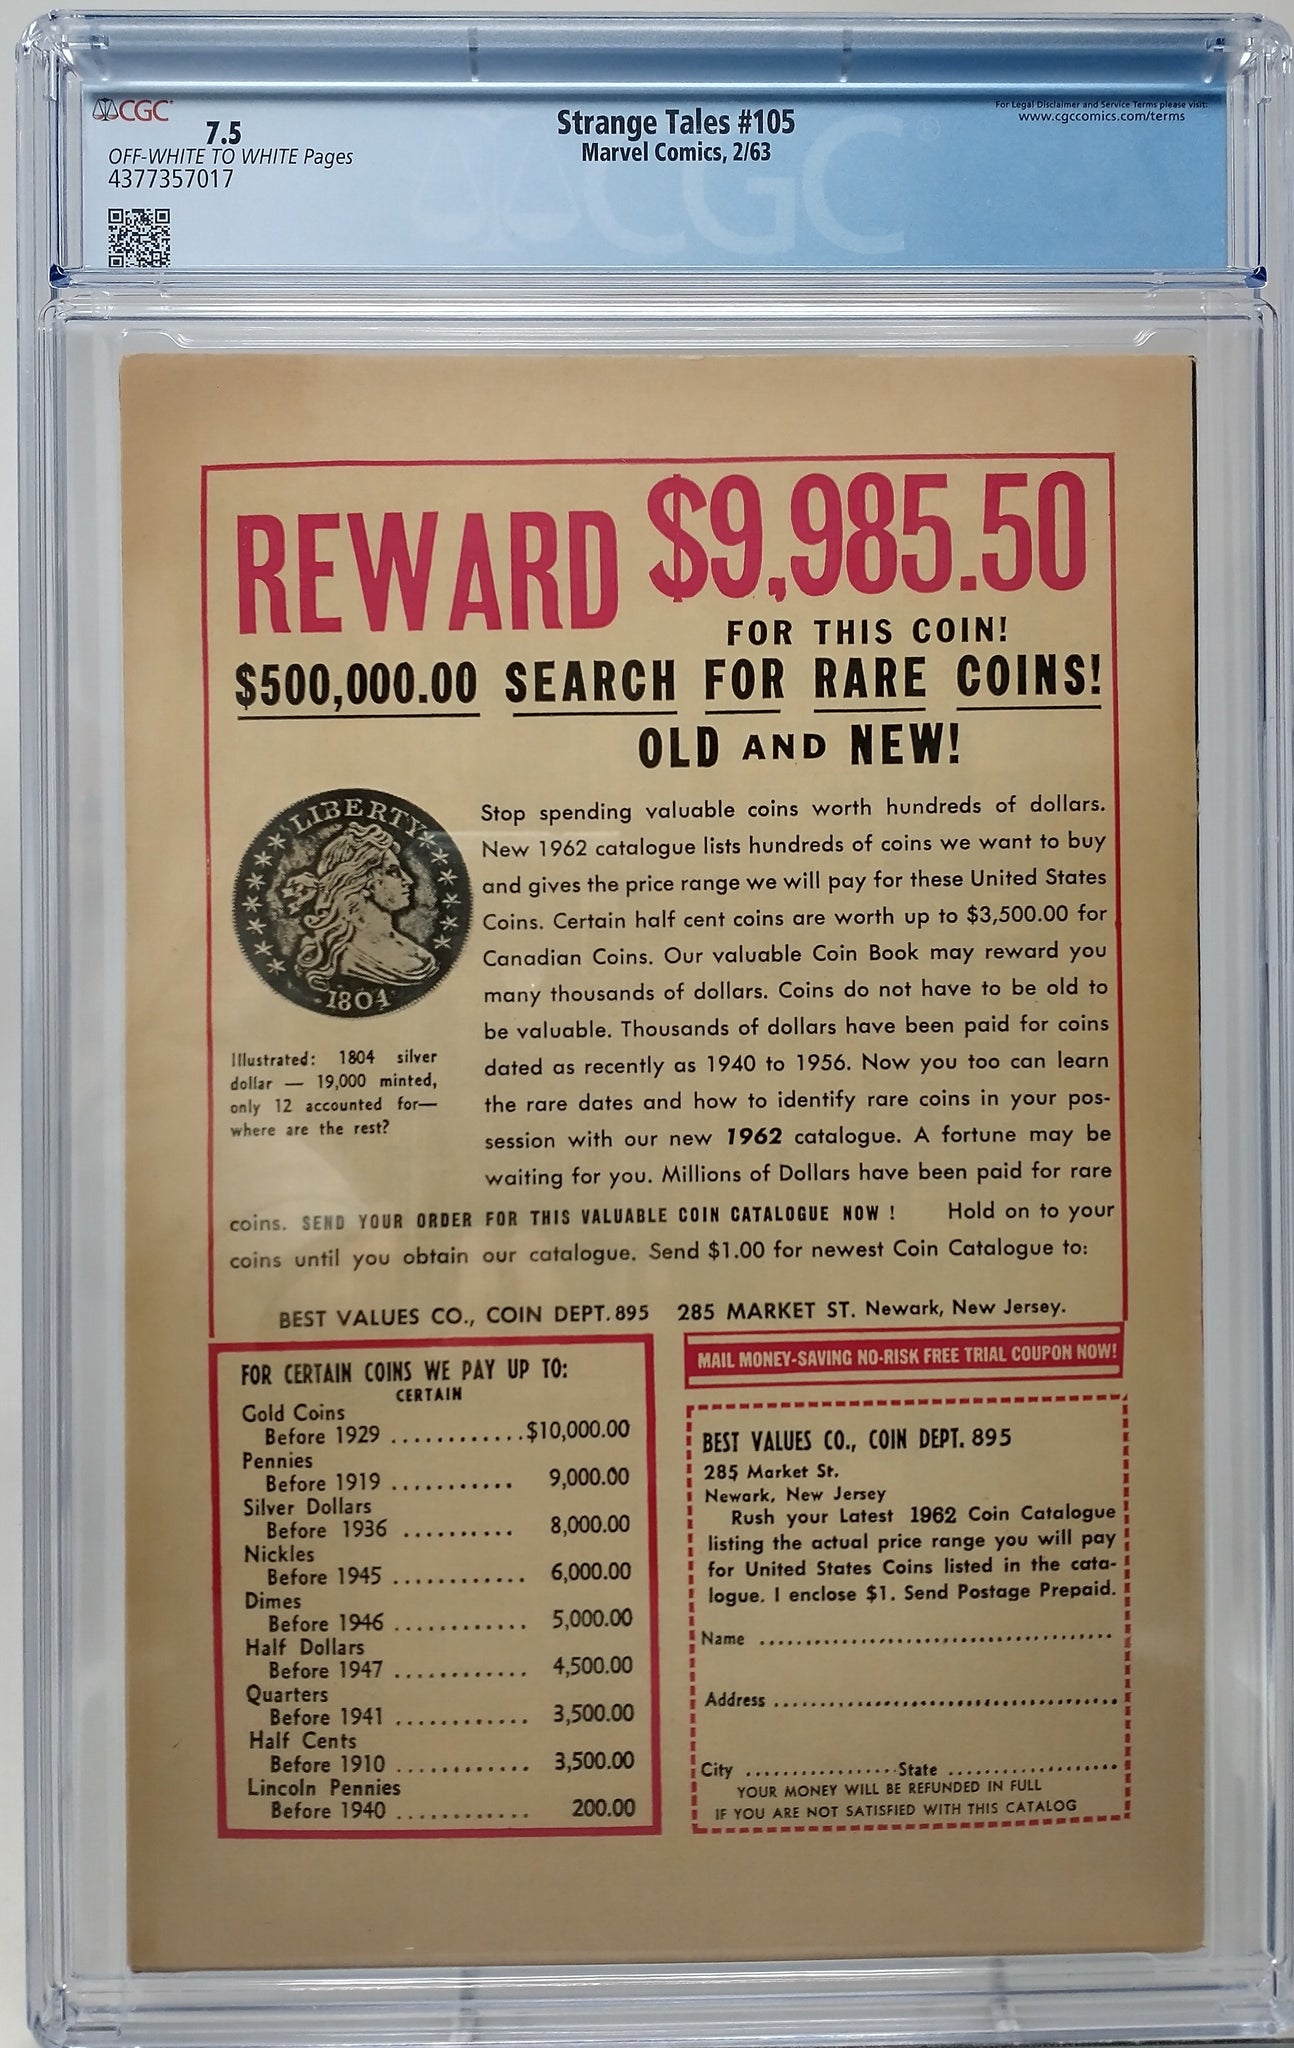 CGC
7.5
OFF-WHITE TO WHITE Pages
4377357017
Strange Tales #105
Marvel Comics, 2/63
For Legal Disclaimer and Service Terms please visit:
www.cgccomics.com/terms
CGC
REWARD $9,985.50
FOR THIS COIN!
$500,000.00 SEARCH FOR RARE COINS!
OLD AND NEW!
LIBERTY
1804
Illustrated: 1804 silver
dollar — 19,000 minted,
only 12 accounted for—
where are the rest?
Stop spending valuable coins worth hundreds of dollars.
New 1962 catalogue lists hundreds of coins we want to buy
and gives the price range we will pay for these United States
Coins. Certain half cent coins are worth up to $3,500.00 for
Canadian Coins. Our valuable Coin Book may reward you
many thousands of dollars. Coins do not have to be old to
be valuable. Thousands of dollars have been paid for coins
dated as recently as 1940 to 1956. Now you too can learn
the rare dates and how to identify rare coins in your pos-
session with our new 1962 catalogue. A fortune may be
waiting for you. Millions of Dollars have been paid for rare
coins. SEND YOUR ORDER FOR THIS VALUABLE COIN CATALOGUE NOW ! Hold on to your
coins until you obtain our catalogue. Send $1.00 for newest Coin Catalogue to:
BEST VALUES CO., COIN DEPT. 895 285 MARKET ST. Newark, New Jersey.
FOR CERTAIN COINS WE PAY UP TO:
CERTAIN
Gold Coins
Before 1929 ............$10,000.00
Pennies
Before 1919 ........... 9,000.00
Silver Dollars
Before 1936 .......... 8,000.00
Nickles
Before 1945 ............ 6,000.00
Dimes
Before 1946 ............ 5,000.00
Half Dollars
Before 1947 ............ 4,500.00
Quarters
Before 1941 ............ 3,500.00
Half Cents
Before 1910 ............ 3,500.00
Lincoln Pennies
Before 1940 ............ 200.00
MAIL MONEY-SAVING NO-RISK FREE TRIAL COUPON NOW!
BEST VALUES CO., COIN DEPT. 895
285 Market St.
Newark, New Jersey
Rush your Latest 1962 Coin Catalogue
listing the actual price range you will pay
for United States Coins listed in the cata-
logue. I enclose $1. Send Postage Prepaid.
Name ........................................
Address .......................................
City ..................State .....................
YOUR MONEY WILL BE REFUNDED IN FULL
IF YOU ARE NOT SATISFIED WITH THIS CATALOG